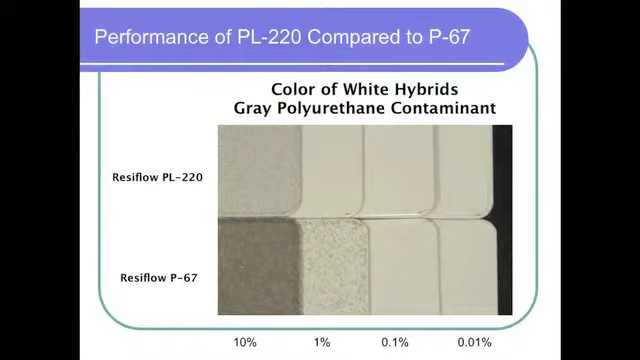 Performance of PL-220 Compared to P-67
Color of White Hybrids
Gray Polyurethane Contaminant
Resiflow PL-220
Resiflow P-67
10% 1% 0.1% 0.01%